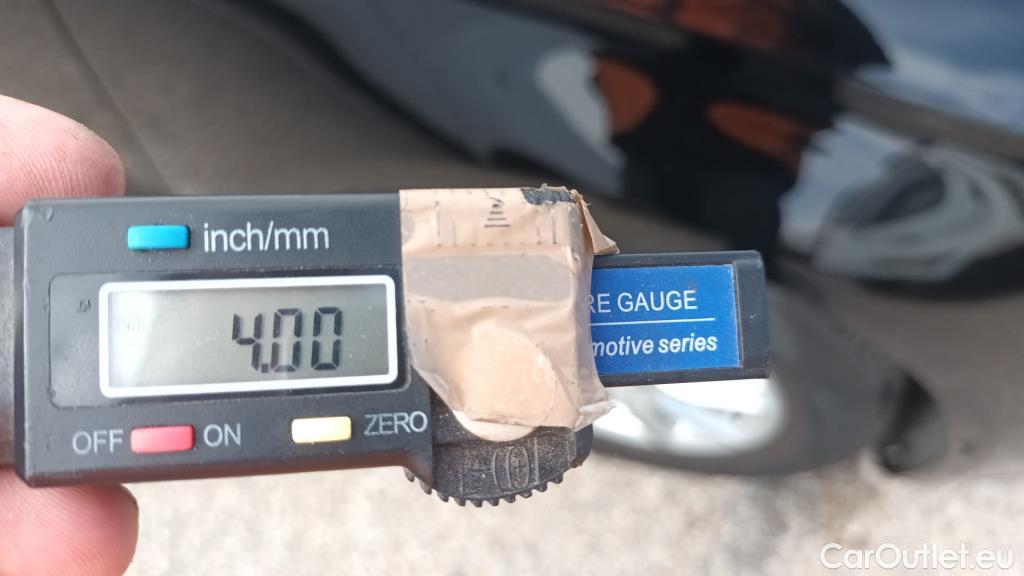 inch/mm
4.00
OFF ON ZERO
RE GAUGE
motive series
CarOutlet.eu